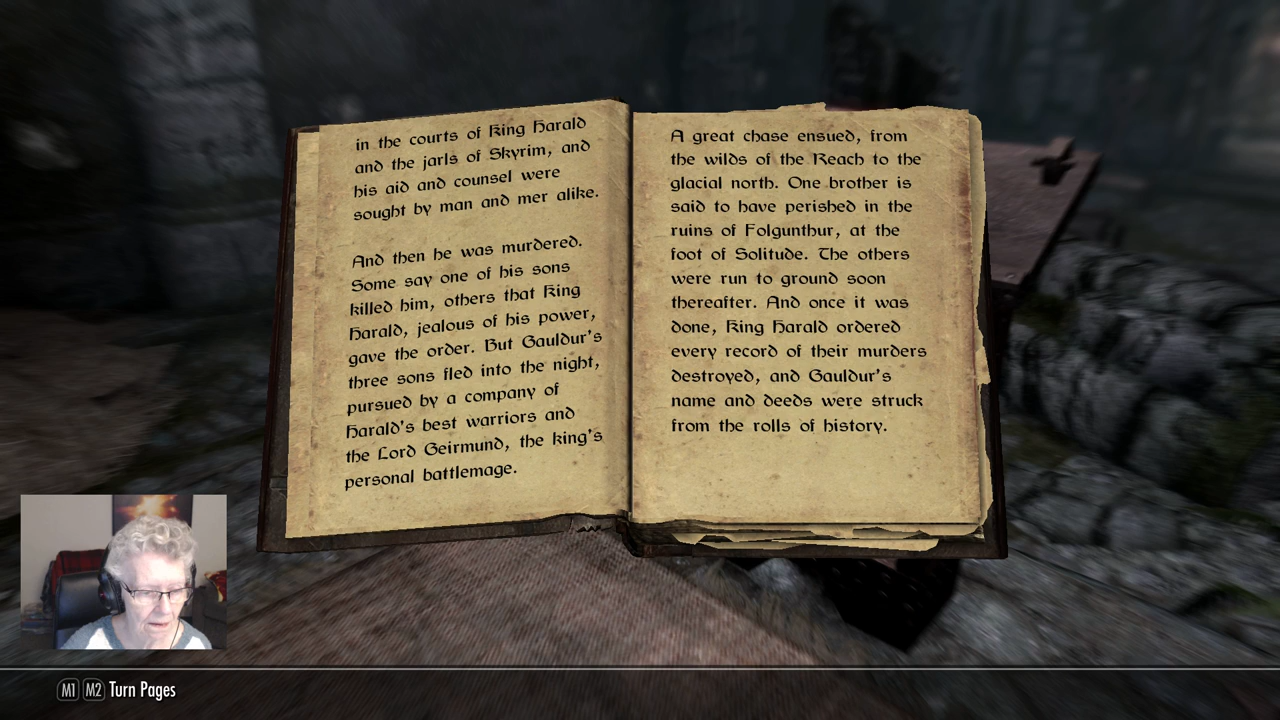 in the courts of King Harald
and the jarls of Skyrim, and
his aid and counsel were
sought by man and mer alike.
And then he was murdered.
Some say one of his sons
killed him, others that King
Harald, jealous of his power,
gave the order. But Gauldur's
three sons fled into the night,
pursued by a company of
Harald's best warriors and
the Lord Geirmund, the king's
personal battlemage.
A great chase ensued, from
the wilds of the Reach to the
glacial north. One brother is
said to have perished in the
ruins of Folgunthur, at the
foot of Solitude. The others
were run to ground soon
thereafter. And once it was
done, King Harald ordered
every record of their murders
destroyed, and Gauldur's
name and deeds were struck
from the rolls of history.
M1 M2 Turn Pages